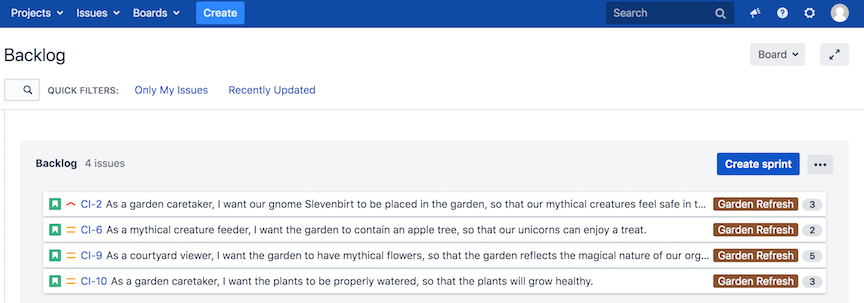 Projects Issues Boards Create Search
Backlog Board
QUICK FILTERS: Only My Issues Recently Updated
Backlog 4 issues Create sprint ...
CI-2 As a garden caretaker, I want our gnome Slevenbirt to be placed in the garden, so that our mythical creatures feel safe in t... Garden Refresh 3
CI-6 As a mythical creature feeder, I want the garden to contain an apple tree, so that our unicorns can enjoy a treat. Garden Refresh 2
CI-9 As a courtyard viewer, I want the garden to have mythical flowers, so that the garden reflects the magical nature of our org... Garden Refresh 5
CI-10 As a garden caretaker, I want the plants to be properly watered, so that the plants will grow healthy. Garden Refresh 3